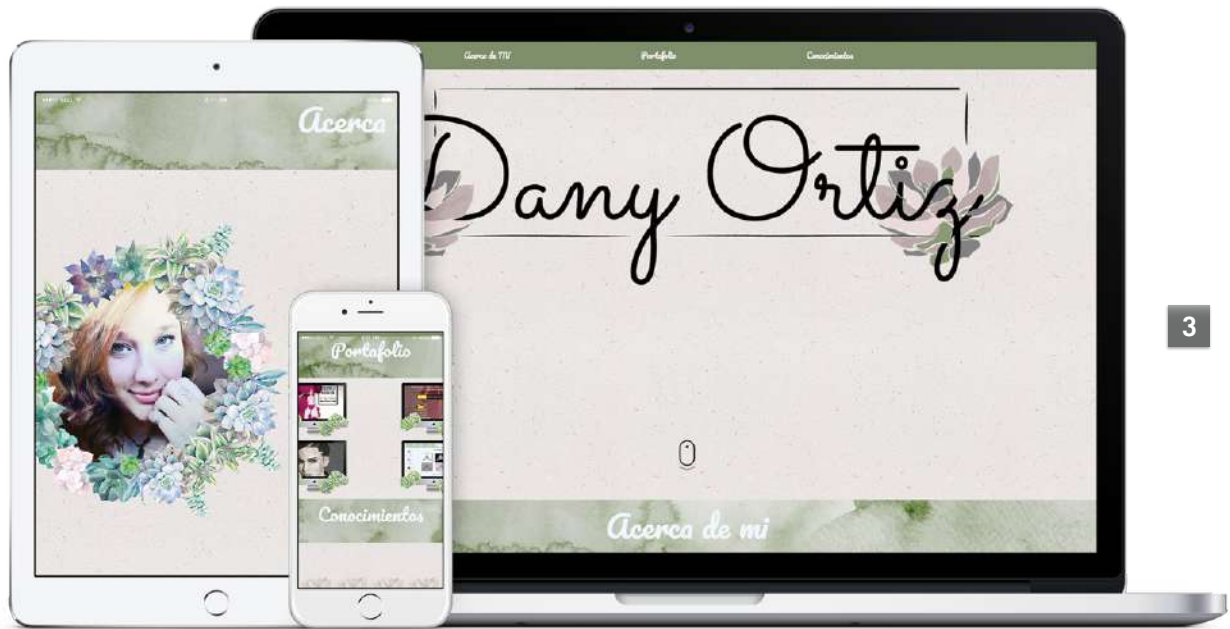 Acerca de MI
Portafolio
Conocimientos
Dany Ortiz
Acerca de mi
Acerca
Portafolio
Conocimientos
3